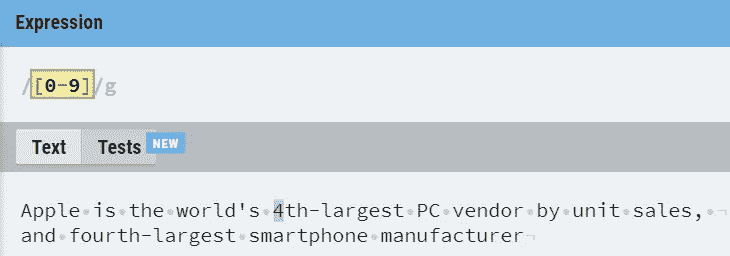 Expression
/[0-9]/g
Text Tests NEW
Apple is the world's 4th-largest PC vendor by unit sales,
and fourth-largest smartphone manufacturer